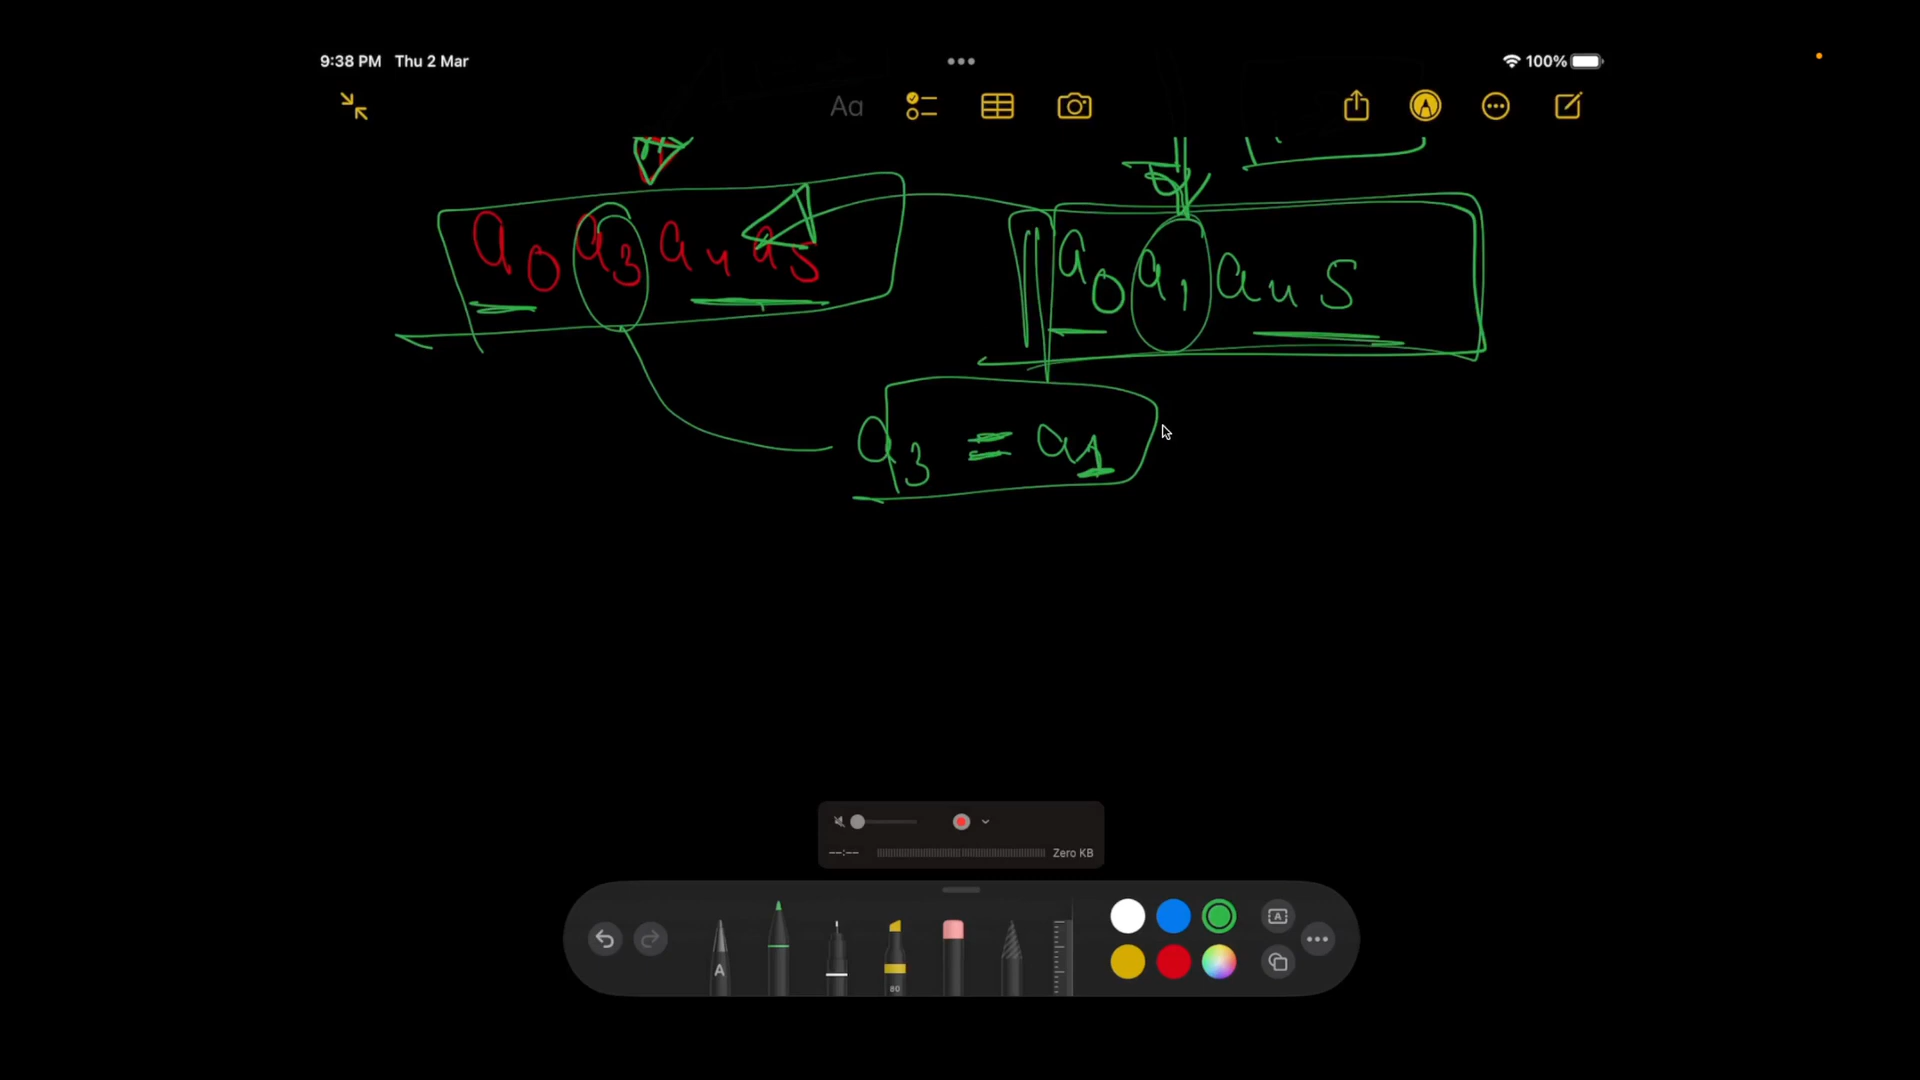 9:38 PM Thu 2 Mar
100%
Aa
a0 a3 a4 a5
a0 a1 a4 5
a3 = a1
--:--
Zero KB
A
80
A